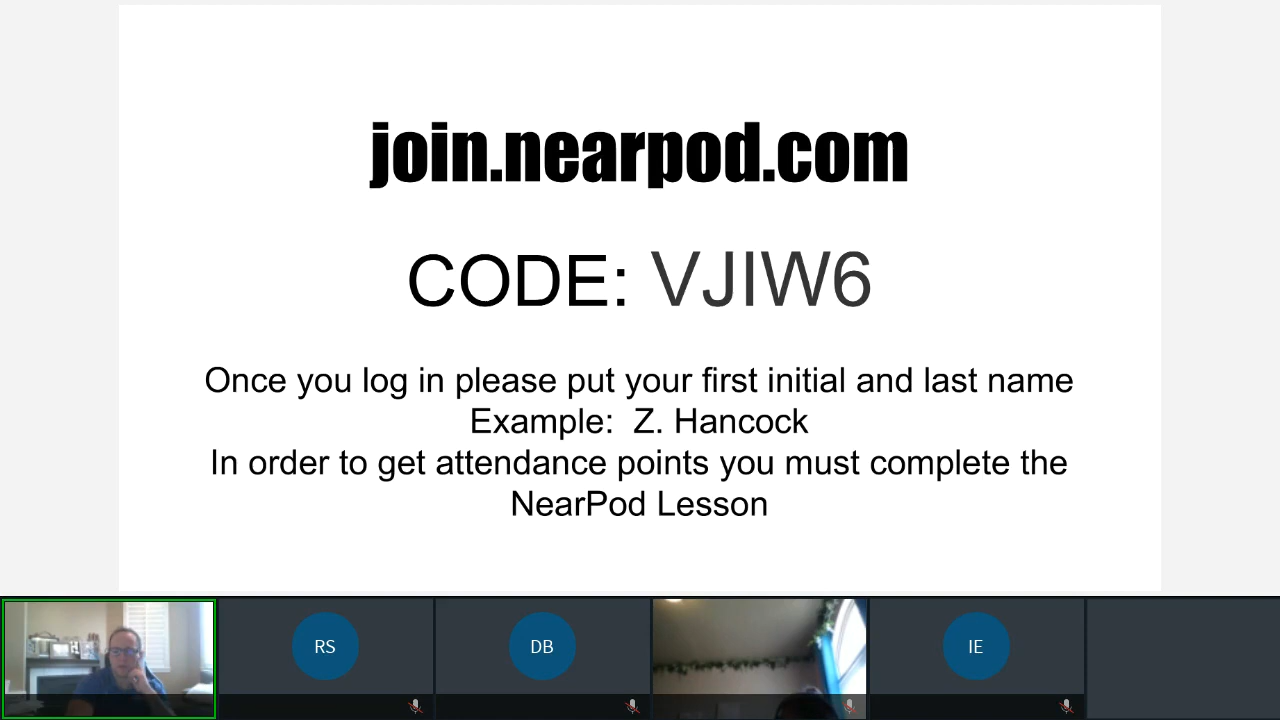 join.nearpod.com
CODE: VJIW6
Once you log in please put your first initial and last name
Example: Z. Hancock
In order to get attendance points you must complete the
NearPod Lesson
RS
DB
IE